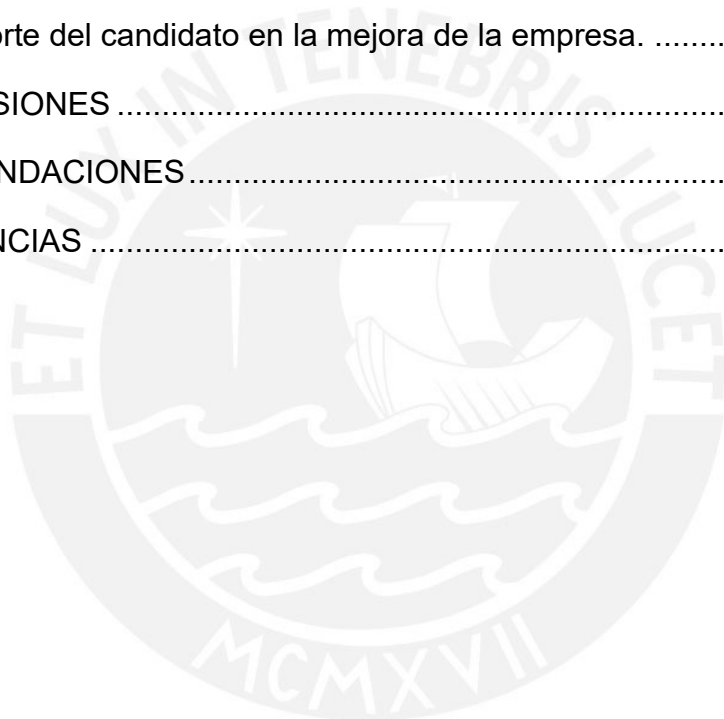 orte del candidato en la mejora de la empresa. ........
SIONES ......................................................................
NDACIONES..............................................................
NCIAS .........................................................................
ET LUX IN TENEBRIS LUCET
MCMXVII